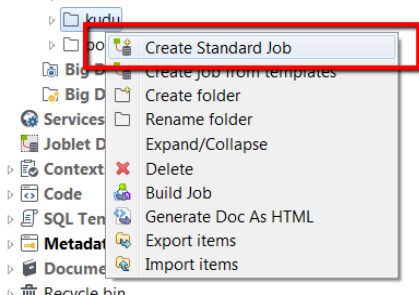 kudu
Create Standard Job
Big D
Create Job from templates
Big D
Create folder
Services
Rename folder
Joblet D
Expand/Collapse
Context
Delete
Code
Build Job
SQL Ten
Generate Doc As HTML
Metadat
Export items
Docume
Import items
Recycle bin